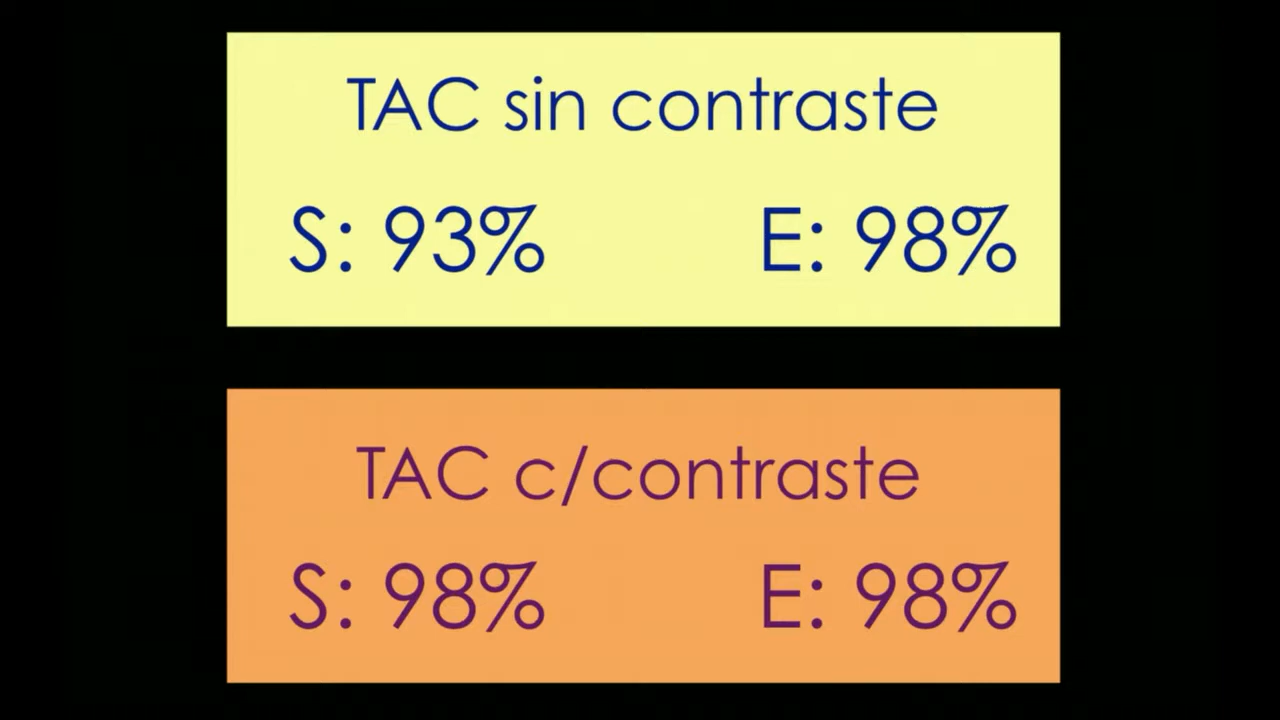 TAC sin contraste
S: 93% E: 98%
TAC c/contraste
S: 98% E: 98%